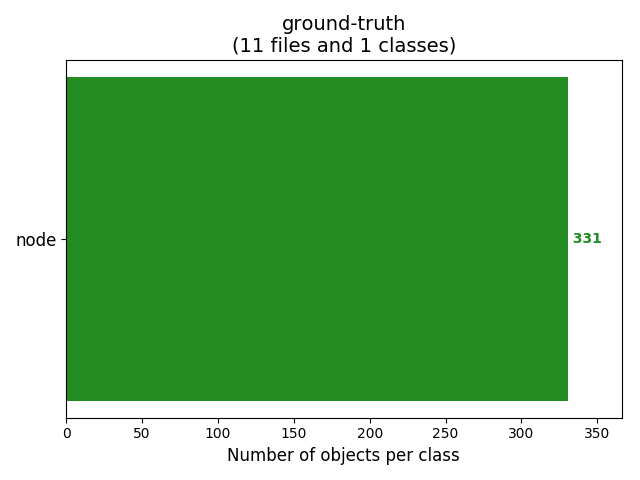 ground-truth
(11 files and 1 classes)
node
331
0 50 100 150 200 250 300 350
Number of objects per class